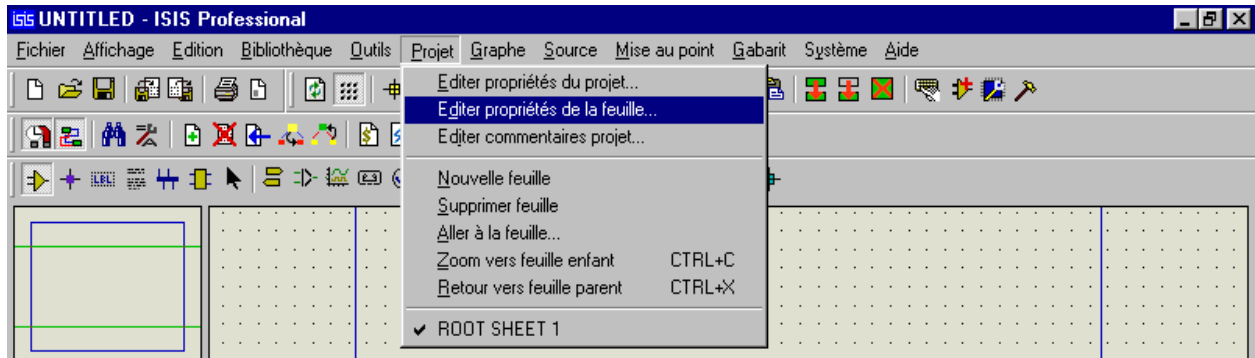 isis UNTITLED - ISIS Professional
Fichier Affichage Edition Bibliothèque Outils Projet Graphe Source Mise au point Gabarit Système Aide
Editer propriétés du projet...
Editer propriétés de la feuille...
Editer commentaires projet...
LBL
Nouvelle feuille
Supprimer feuille
Aller à la feuille...
Zoom vers feuille enfant CTRL+C
Retour vers feuille parent CTRL+X
ROOT SHEET 1